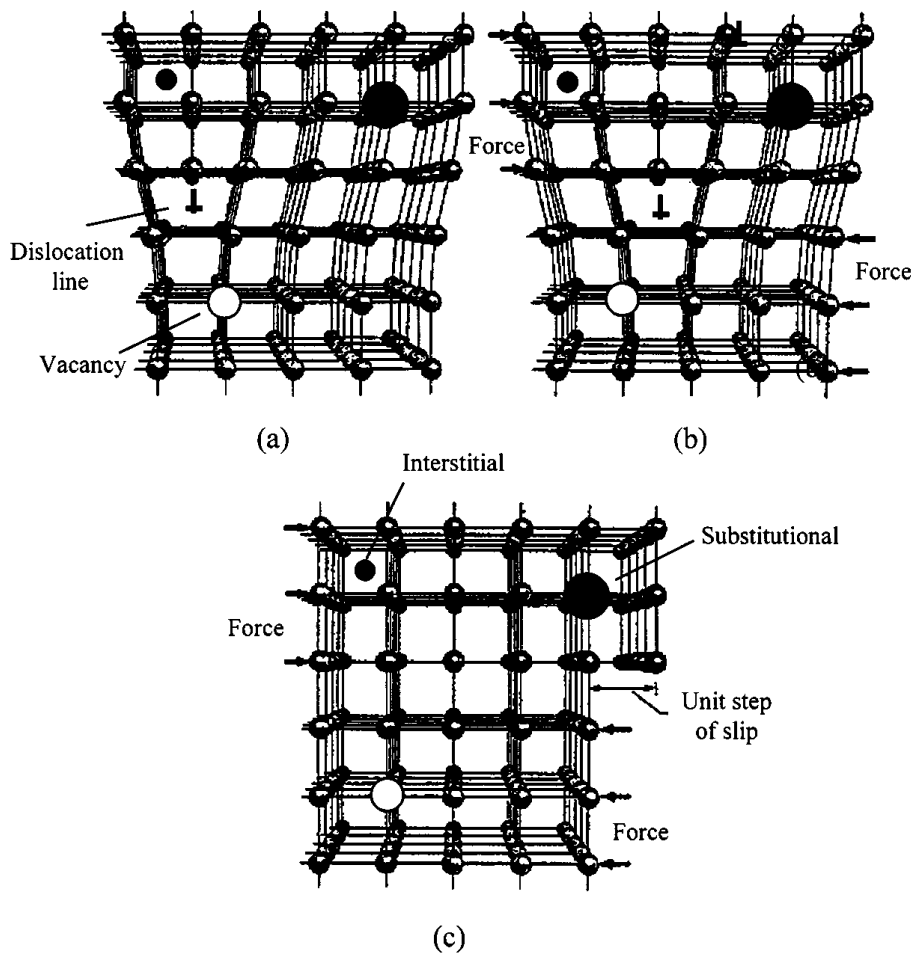 Dislocation
line
Vacancy
(a)
Force
Force
(b)
Interstitial
Substitutional
Force
Unit step
of slip
Force
(c)